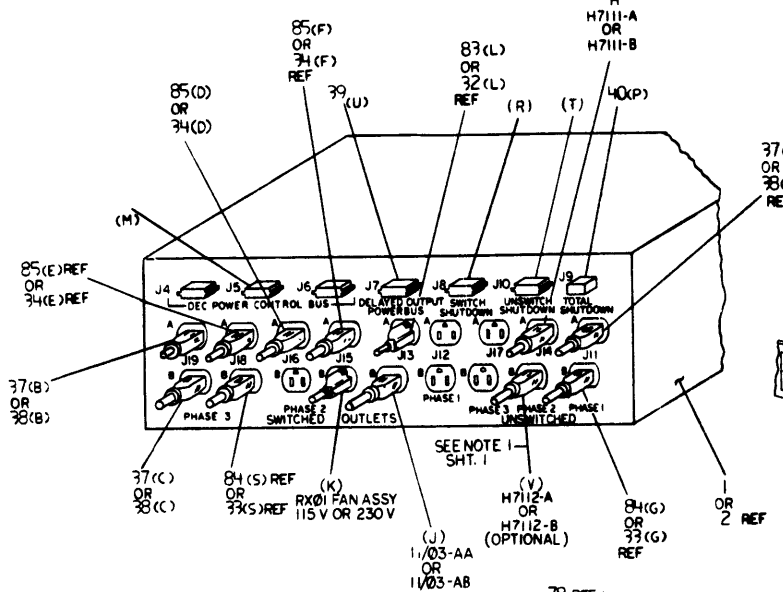 H
H7111-A
OR
H7111-B
85(F)
OR
34(F)
REF
83(L)
OR
32(L)
REF
85(D)
OR
34(D)
39
(U)
(R)
(T)
40(P)
37
OR
38
RE
(M)
85(E)REF
OR
34(E)REF
J4 J5 J6 J7 J8 J10 J9
DEC POWER CONTROL BUS
DELAYED OUTPUT
POWERBUS
SWITCH
SHUTDOWN
UNSWITCH
SHUTDOWN
TOTAL
SHUTDOWN
A A A A A A A A A
J19 J18 J16 J15 J13 J12 J17 J14 J11
B B B B B B B B B
37(B)
OR
38(B)
PHASE 3
PHASE 2
PHASE 1
PHASE 3
PHASE 2
PHASE 1
SWITCHED OUTLETS
UNSWITCHED
SEE NOTE 1
SHT. 1
37(C)
OR
38(C)
84(S) REF
OR
33(S)REF
(K)
RXØ1 FAN ASSY
115 V OR 230 V
(V)
H7112-A
OR
H7112-B
(OPTIONAL)
84(G)
OR
33(G)
REF
1
OR
2 REF
(J)
11/Ø3-AA
OR
11/Ø3-AB